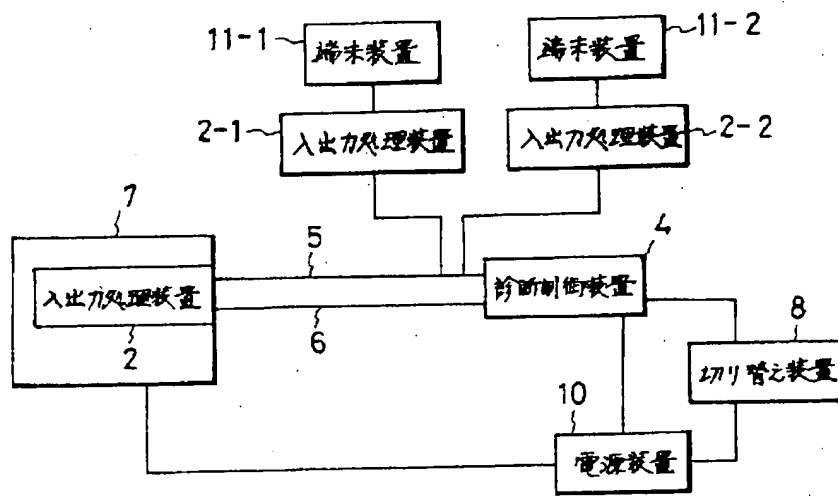 11-1
端末装置
端末装置
11-2
2-1
入出力処理装置
入出力処理装置
2-2
7
入出力処理装置
2
5
6
4
診断制御装置
8
切り替え装置
10
電源装置